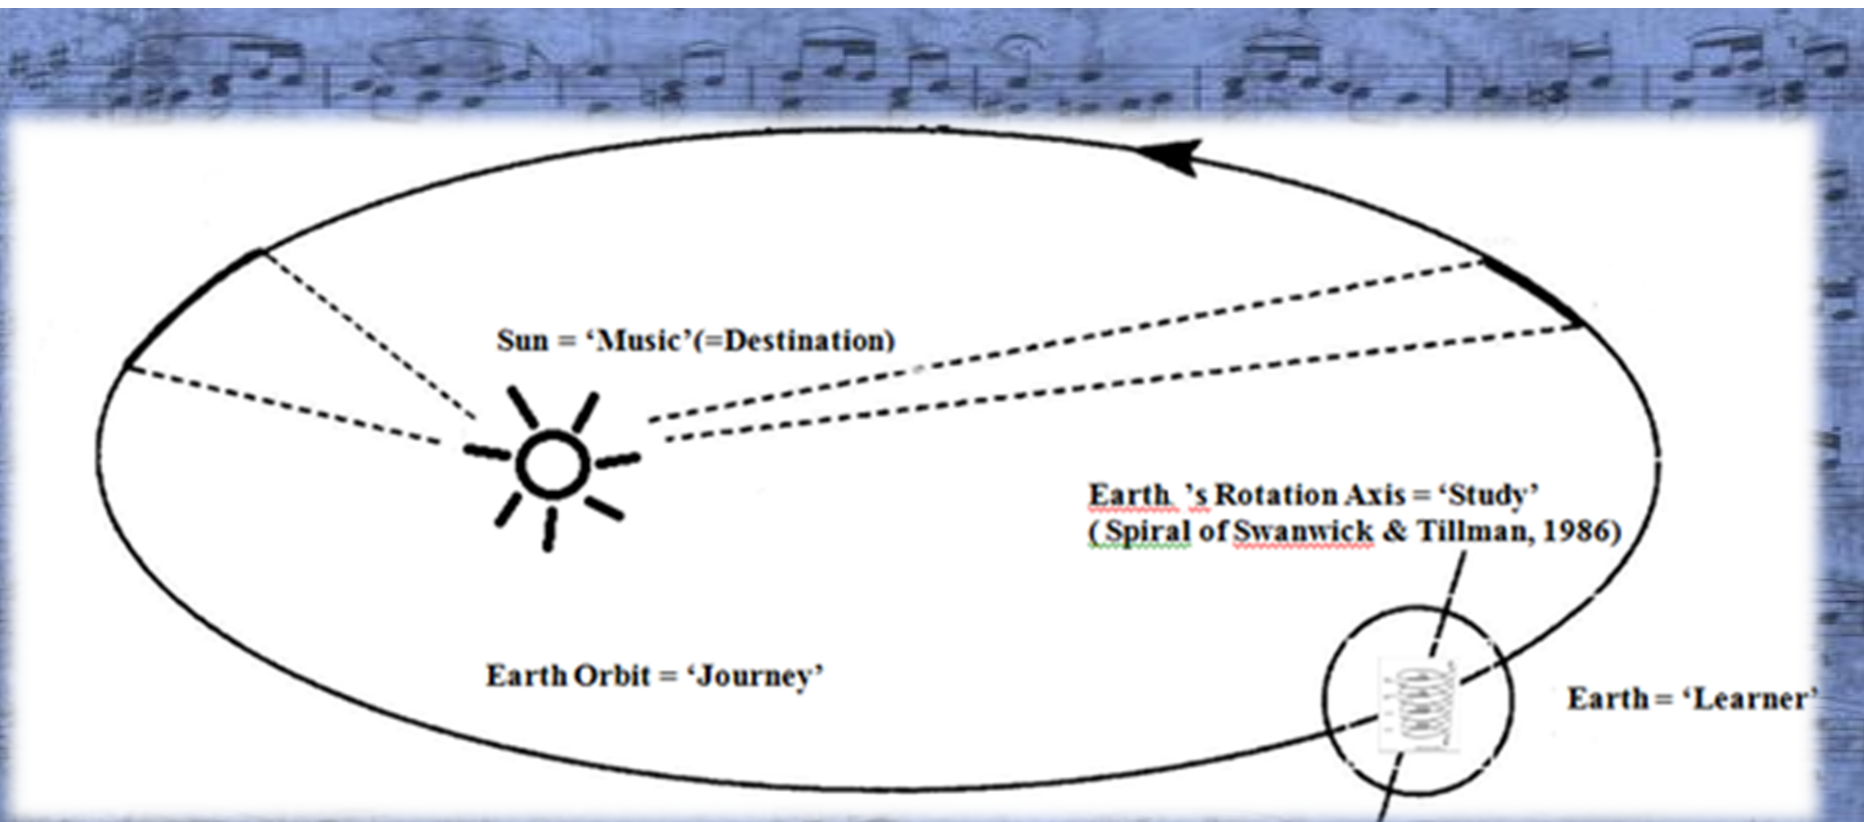 Sun = ‘Music’(=Destination)
Earth ’s Rotation Axis = ‘Study’
( Spiral of Swanwick & Tillman, 1986)
Earth Orbit = ‘Journey’
Earth = ‘Learner’